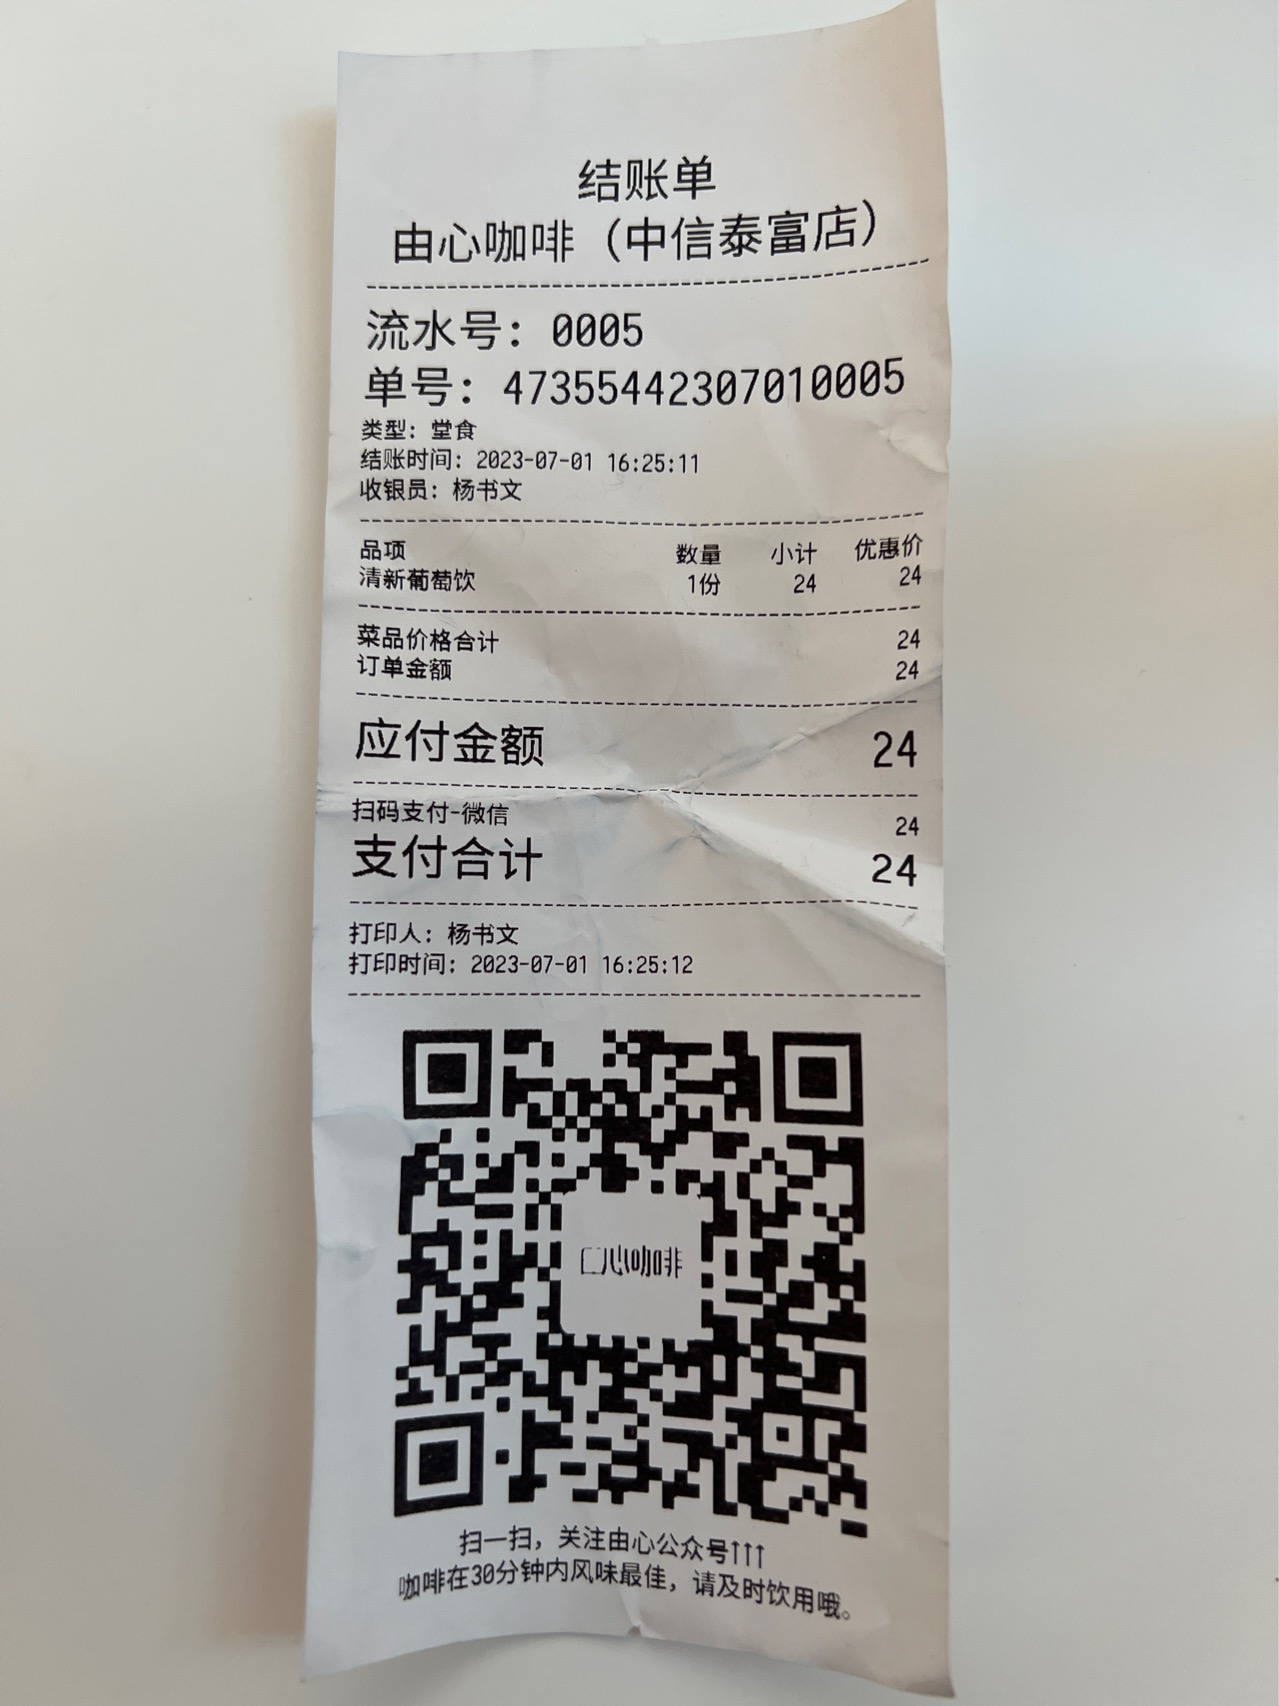 结账单
由心咖啡（中信泰富店）
流水号：0005
单号：47355442307010005
类型：堂食
结账时间：2023-07-01 16:25:11
收银员：杨书文
品项 数量 小计 优惠价
清新葡萄饮 1份 24 24
菜品价格合计 24
订单金额 24
应付金额 24
扫码支付-微信 24
支付合计 24
打印人：杨书文
打印时间：2023-07-01 16:25:12
心咖啡
扫一扫，关注由心公众号↑↑↑
咖啡在30分钟内风味最佳，请及时饮用哦。